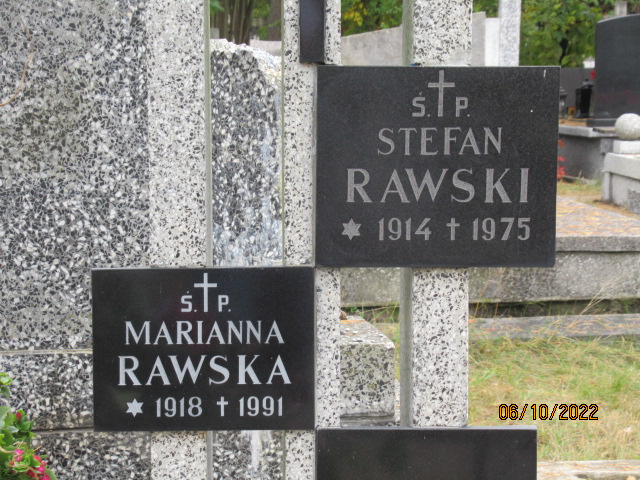 Ś. P.
STEFAN
RAWSKI
1914 † 1975
Ś. P.
MARIANNA
RAWSKA
1918 † 1991
06/10/2022